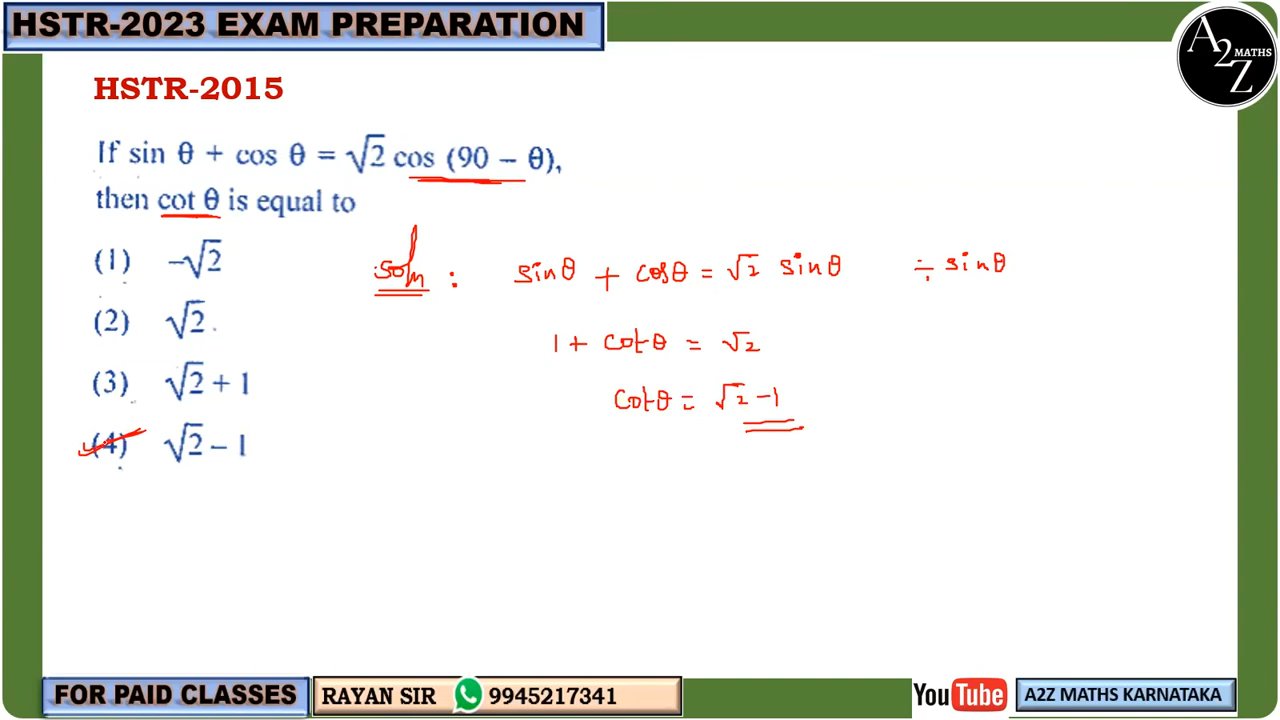 HSTR-2023 EXAM PREPARATION
A2Z MATHS
HSTR-2015
If sin θ + cos θ = √2 cos (90 – θ),
then cot θ is equal to
(1) –√2
(2) √2
(3) √2 + 1
(4) √2 – 1
soln : sinθ + cosθ = √2 sinθ ÷ sinθ
1 + cotθ = √2
cotθ = √2 - 1
FOR PAID CLASSES
RAYAN SIR 9945217341
YouTube
A2Z MATHS KARNATAKA